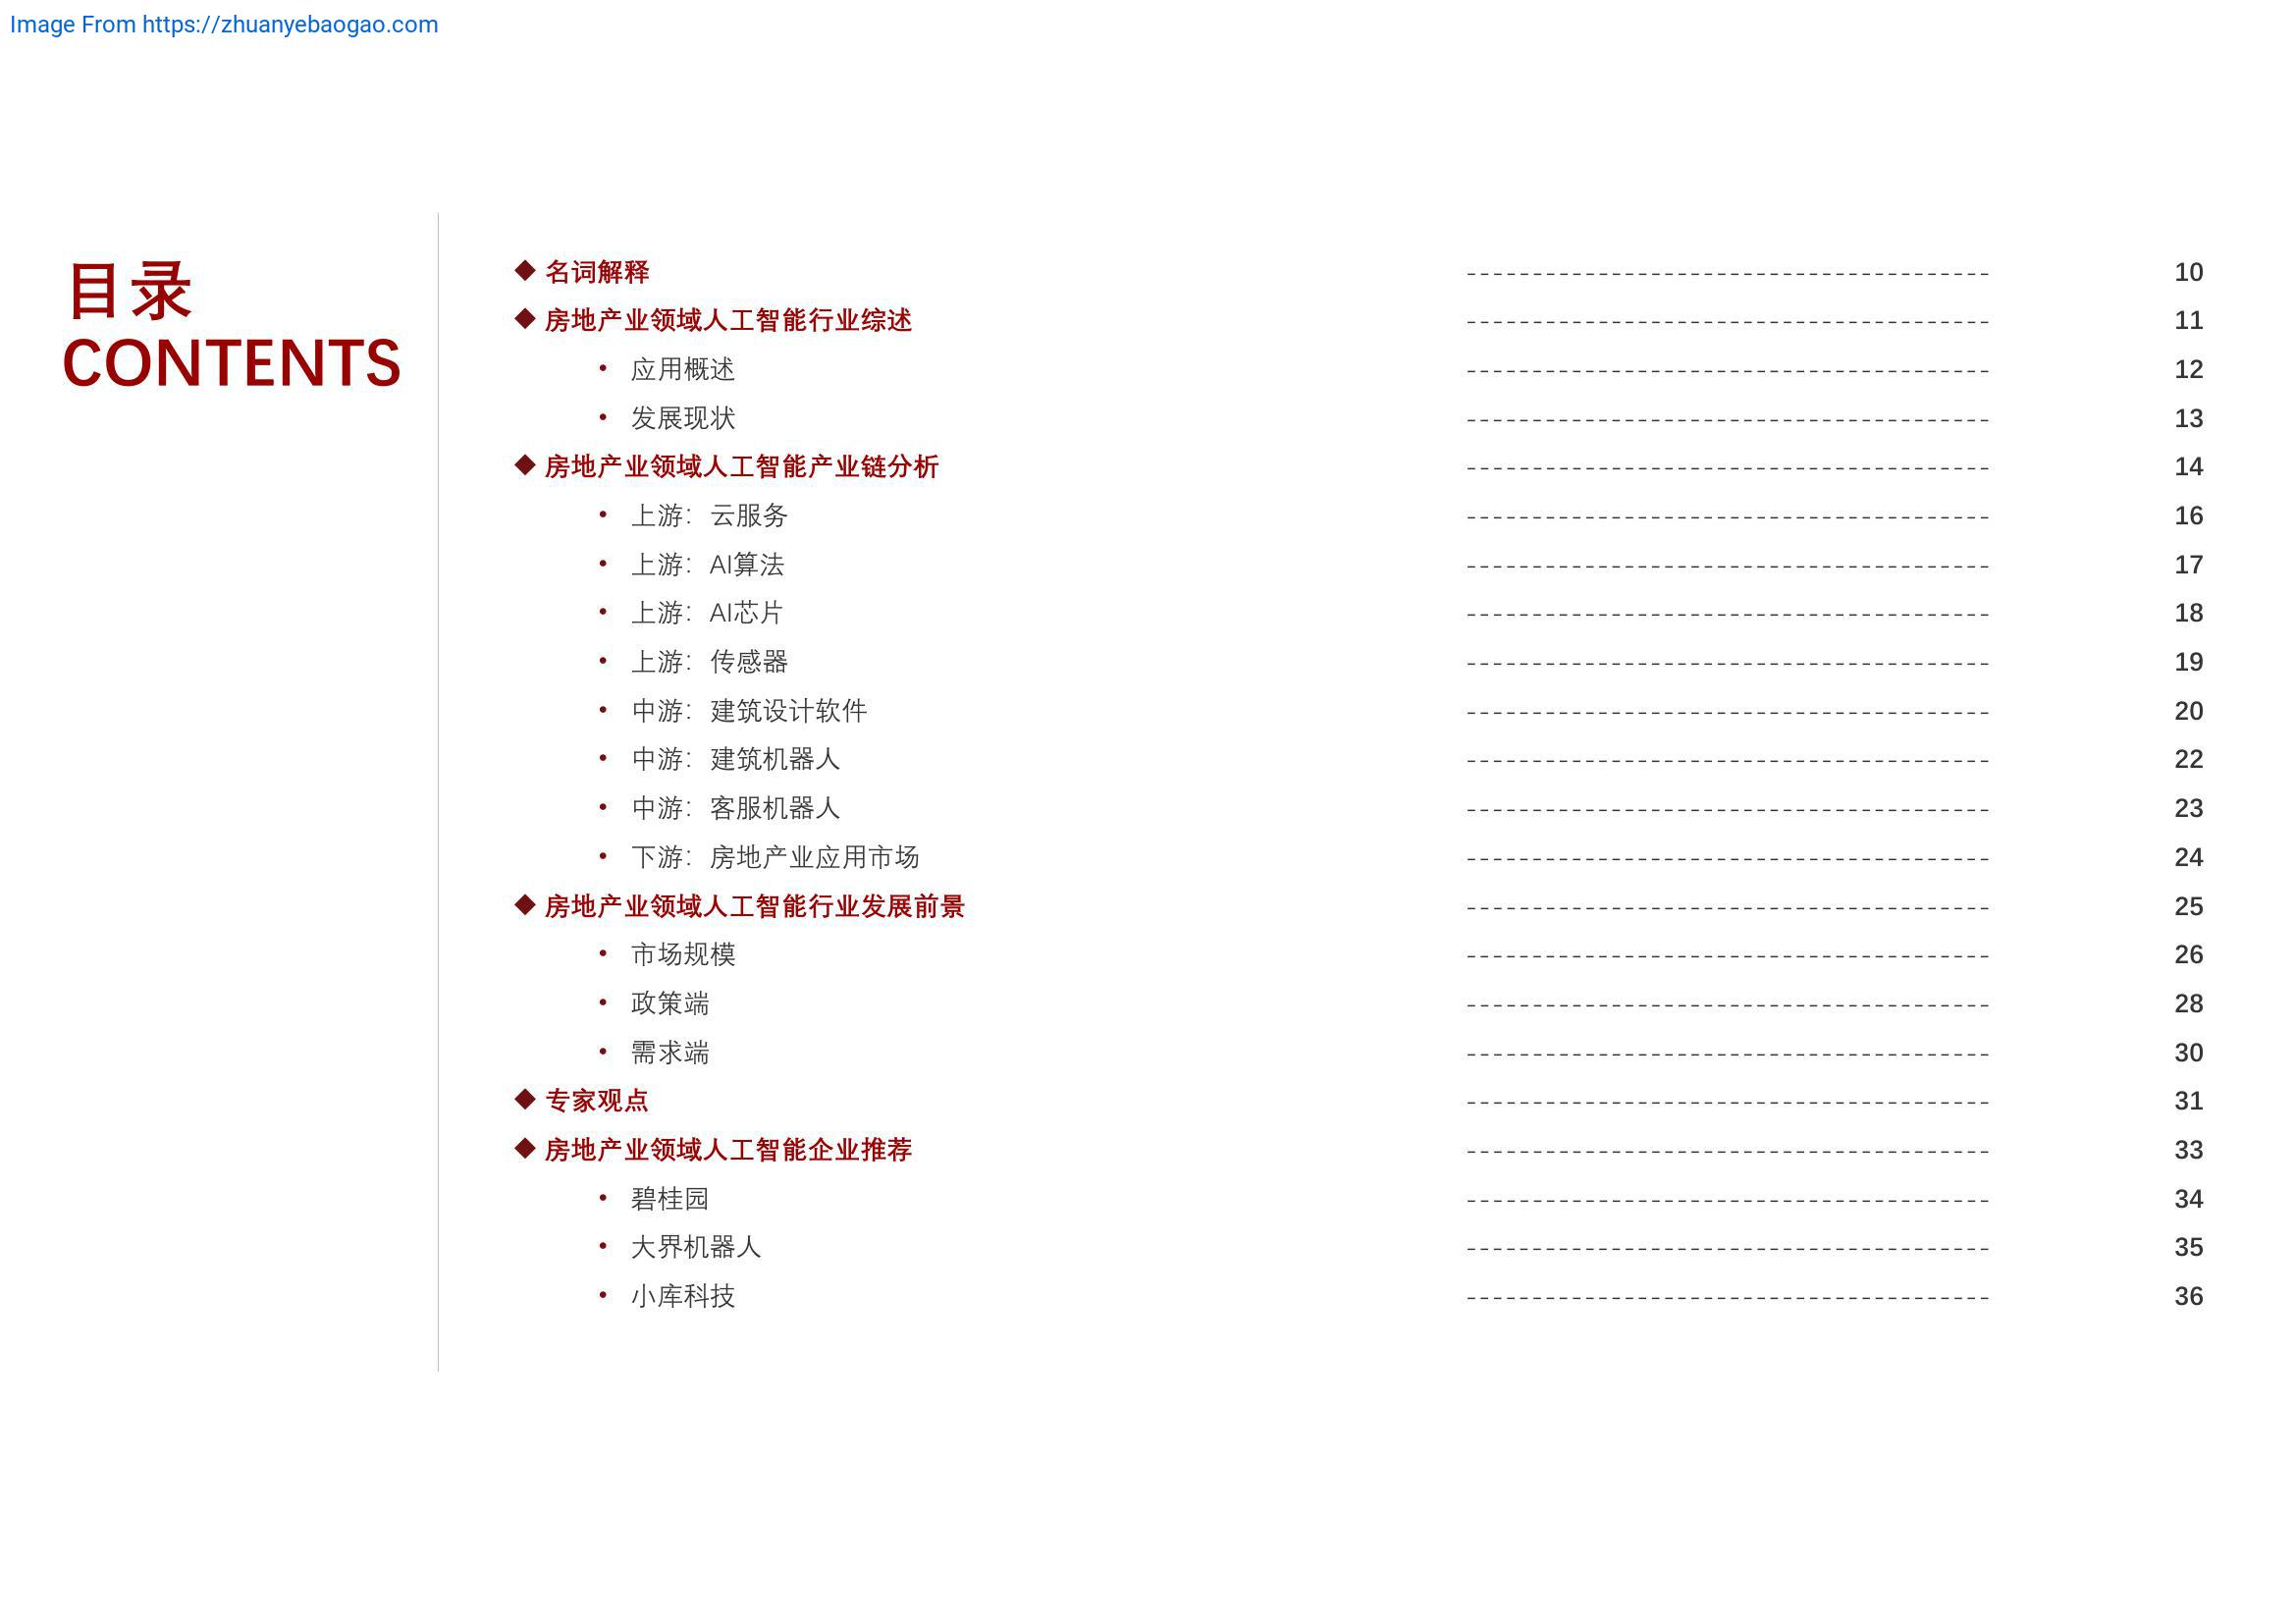 Image From https://zhuanyebaogao.com
目录
CONTENTS
◆ 名词解释 ---------------------------------------- 10
◆ 房地产业领域人工智能行业综述 ---------------------------------------- 11
• 应用概述 ---------------------------------------- 12
• 发展现状 ---------------------------------------- 13
◆ 房地产业领域人工智能产业链分析 ---------------------------------------- 14
• 上游：云服务 ---------------------------------------- 16
• 上游：AI算法 ---------------------------------------- 17
• 上游：AI芯片 ---------------------------------------- 18
• 上游：传感器 ---------------------------------------- 19
• 中游：建筑设计软件 ---------------------------------------- 20
• 中游：建筑机器人 ---------------------------------------- 22
• 中游：客服机器人 ---------------------------------------- 23
• 下游：房地产业应用市场 ---------------------------------------- 24
◆ 房地产业领域人工智能行业发展前景 ---------------------------------------- 25
• 市场规模 ---------------------------------------- 26
• 政策端 ---------------------------------------- 28
• 需求端 ---------------------------------------- 30
◆ 专家观点 ---------------------------------------- 31
◆ 房地产业领域人工智能企业推荐 ---------------------------------------- 33
• 碧桂园 ---------------------------------------- 34
• 大界机器人 ---------------------------------------- 35
• 小库科技 ---------------------------------------- 36